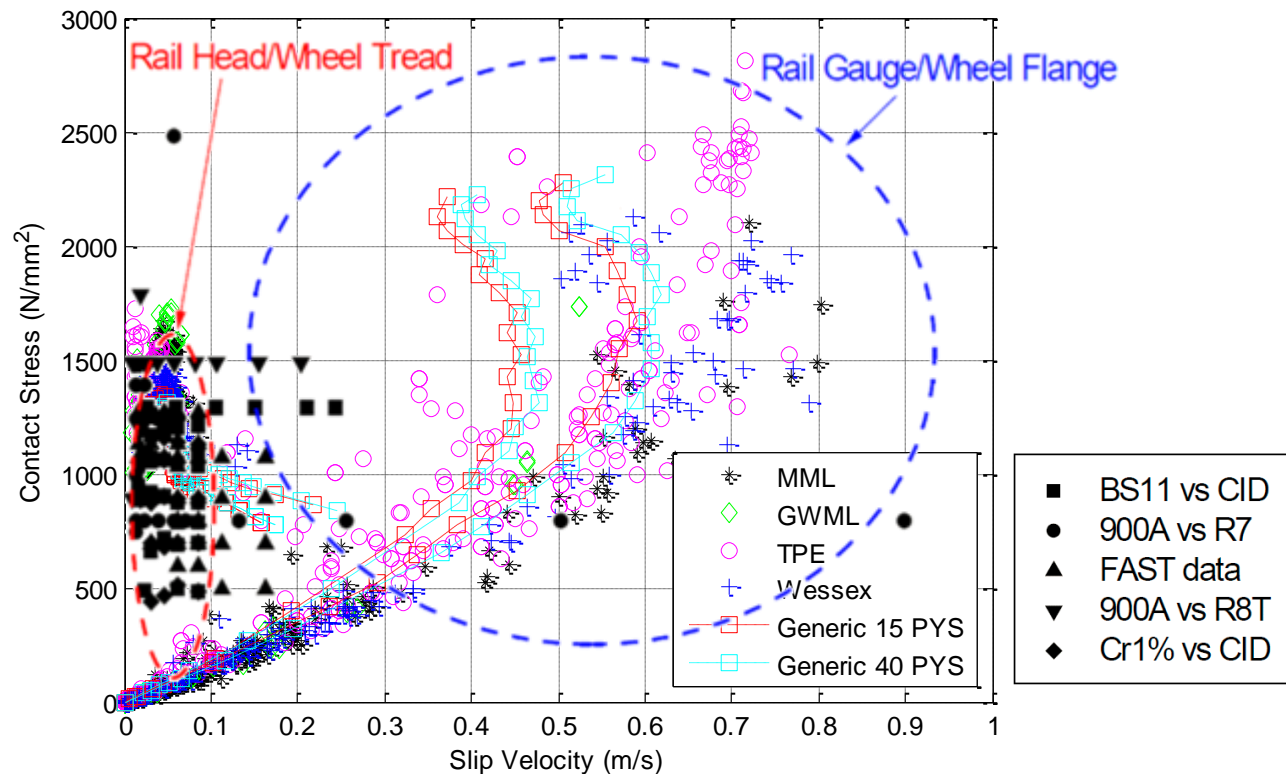 3000
2500
2000
1500
1000
500
0
Contact Stress (N/mm²)
Rail Head/Wheel Tread
Rail Gauge/Wheel Flange
MML
GWML
TPE
Wessex
Generic 15 PYS
Generic 40 PYS
BS11 vs CID
900A vs R7
FAST data
900A vs R8T
Cr1% vs CID
0 0.1 0.2 0.3 0.4 0.5 0.6 0.7 0.8 0.9 1
Slip Velocity (m/s)